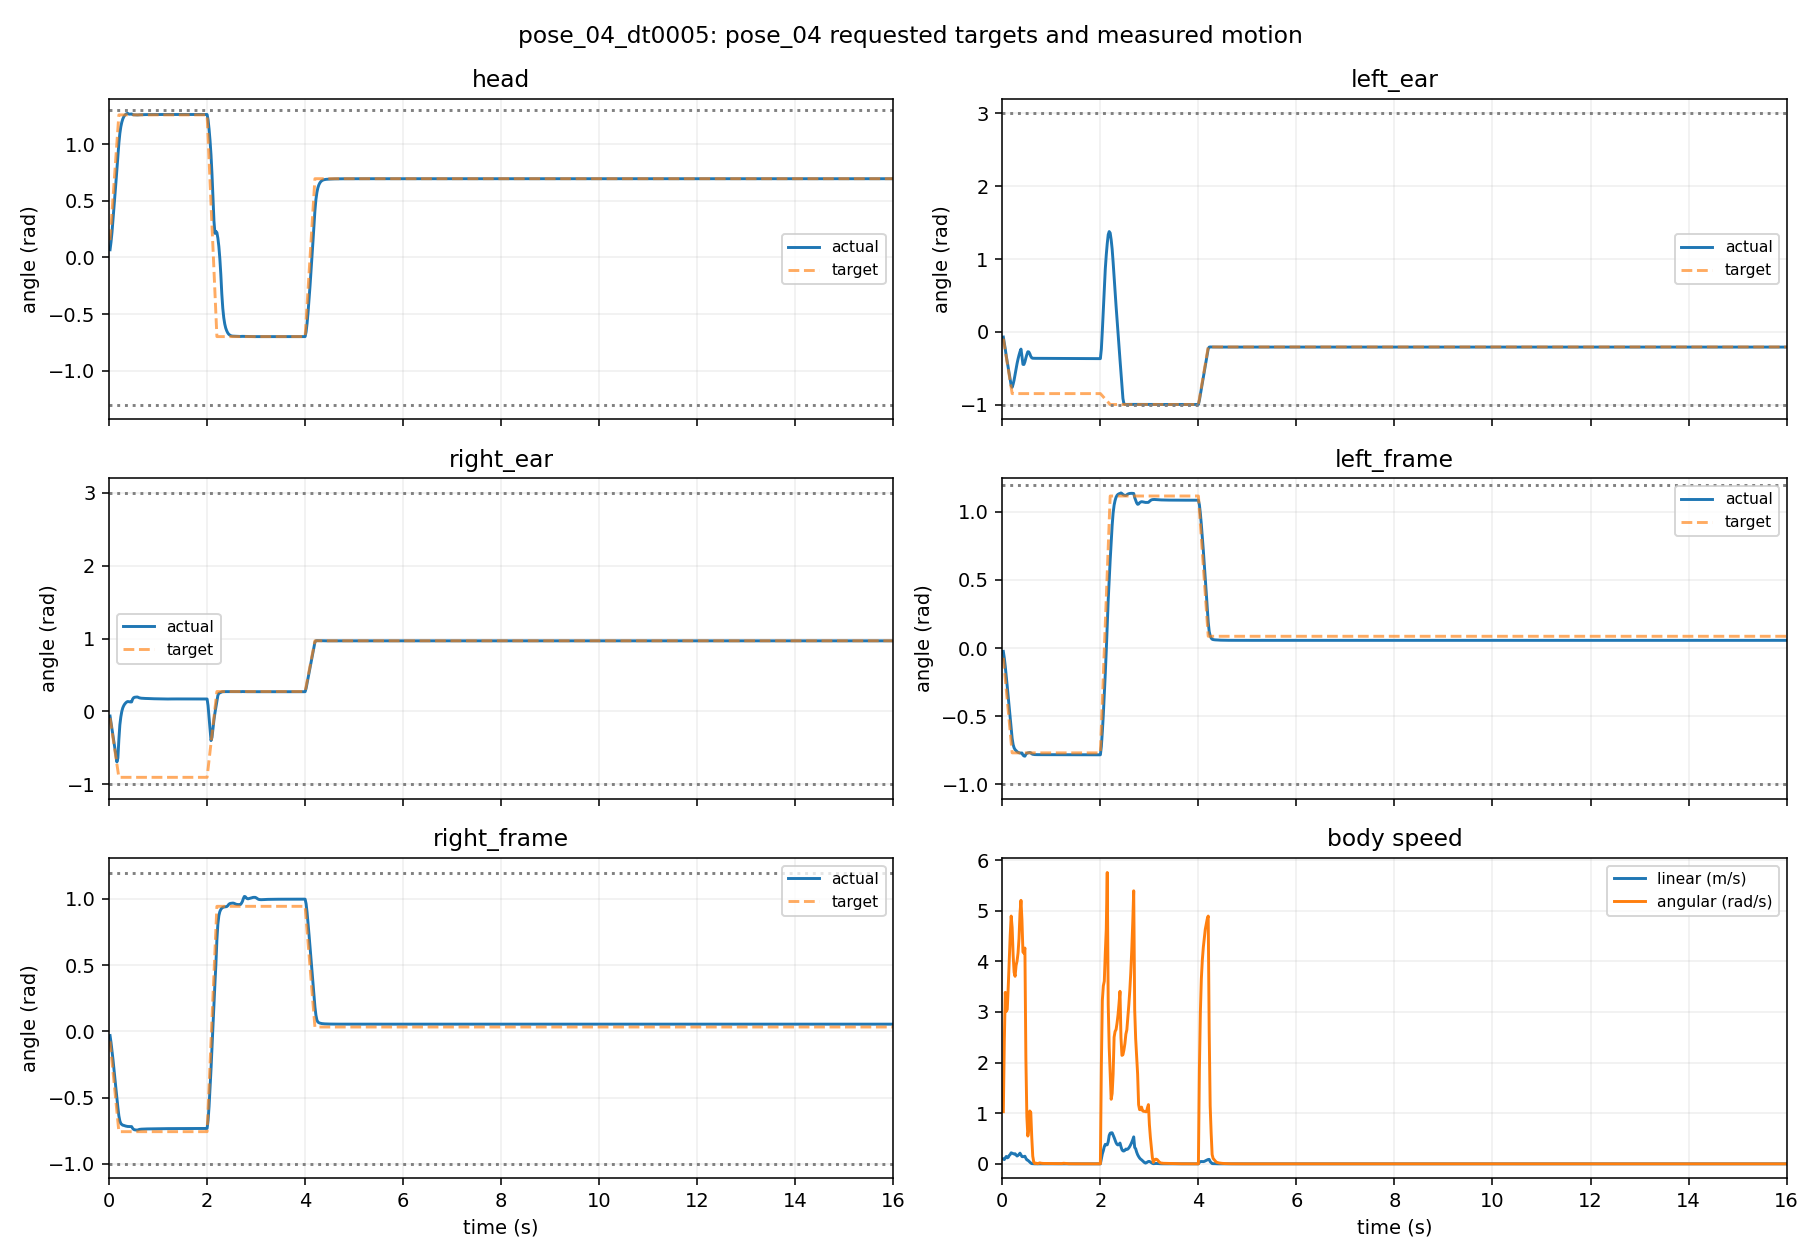 pose_04_dt0005: pose_04 requested targets and measured motion
head
angle (rad)
1.0
0.5
0.0
−0.5
−1.0
actual
target
left_ear
angle (rad)
3
2
1
0
−1
actual
target
right_ear
angle (rad)
3
2
1
0
−1
actual
target
left_frame
angle (rad)
1.0
0.5
0.0
−0.5
−1.0
actual
target
right_frame
angle (rad)
1.0
0.5
0.0
−0.5
−1.0
actual
target
0 2 4 6 8 10 12 14 16
time (s)
body speed
6
5
4
3
2
1
0
linear (m/s)
angular (rad/s)
0 2 4 6 8 10 12 14 16
time (s)